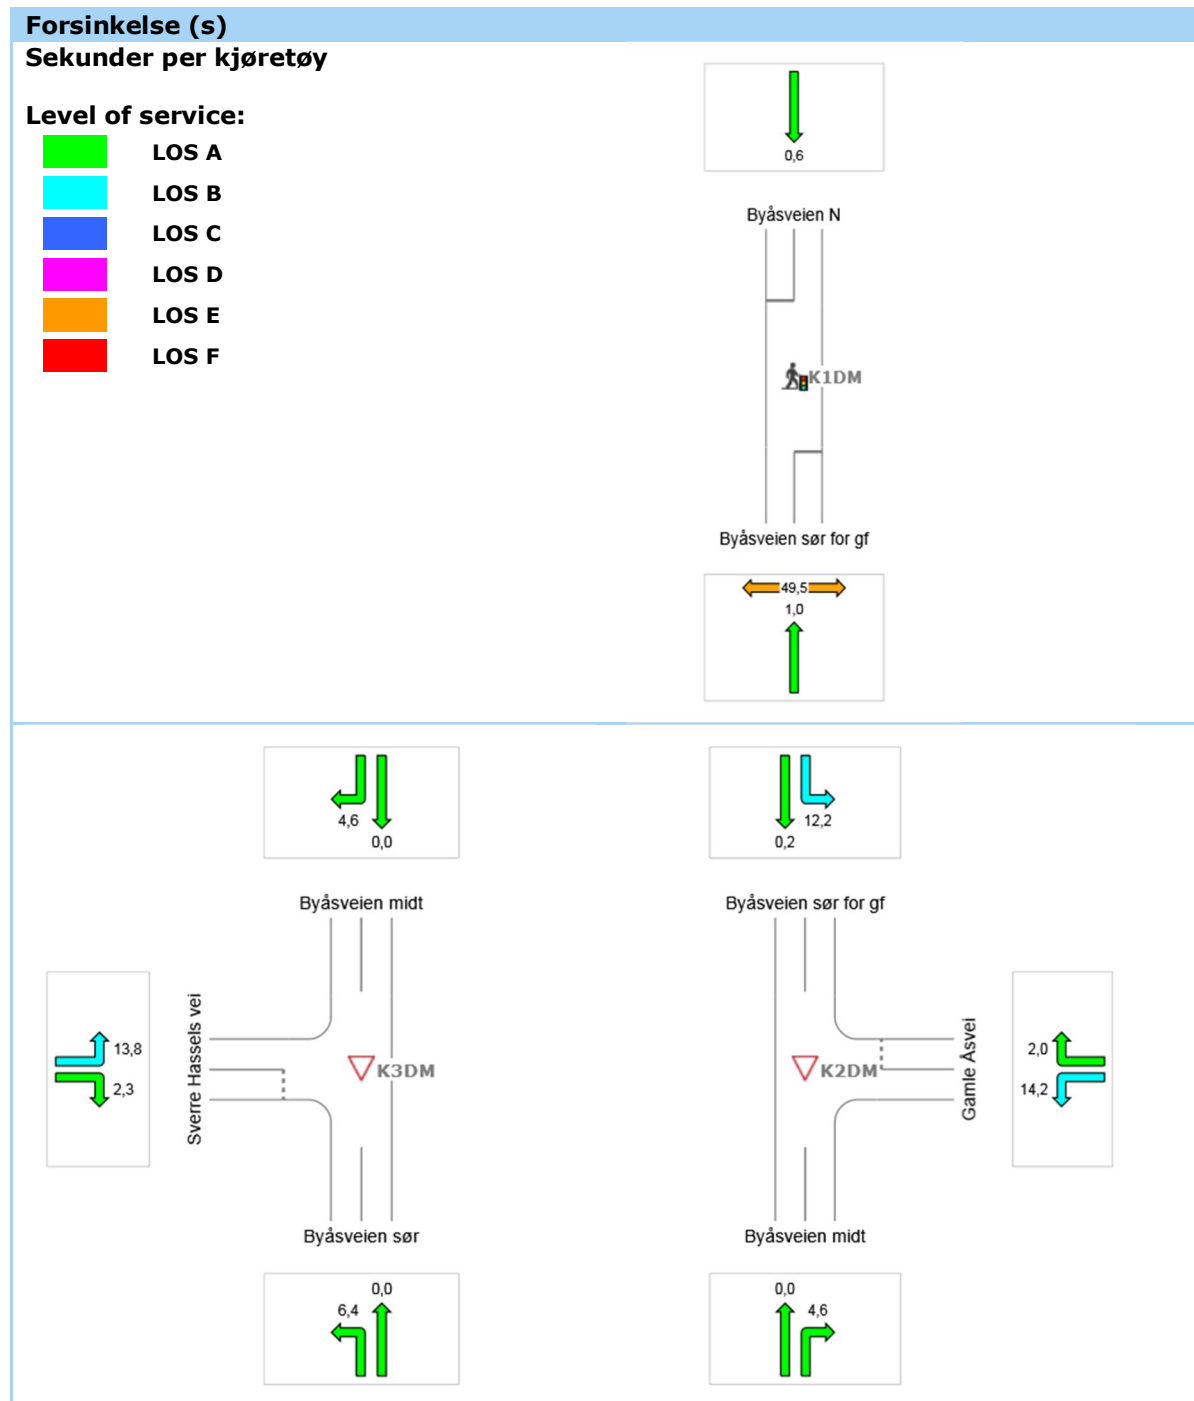 Forsinkelse (s)
Sekunder per kjøretøy
Level of service:
LOS A
LOS B
LOS C
LOS D
LOS E
LOS F
0,6
Byåsveien N
K1DM
Byåsveien sør for gf
49,5
1,0
4,6
0,0
Byåsveien midt
Sverre Hassels vei
13,8
2,3
K3DM
Byåsveien sør
0,0
6,4
12,2
0,2
Byåsveien sør for gf
K2DM
Gamle Åsvei
2,0
14,2
Byåsveien midt
0,0
4,6